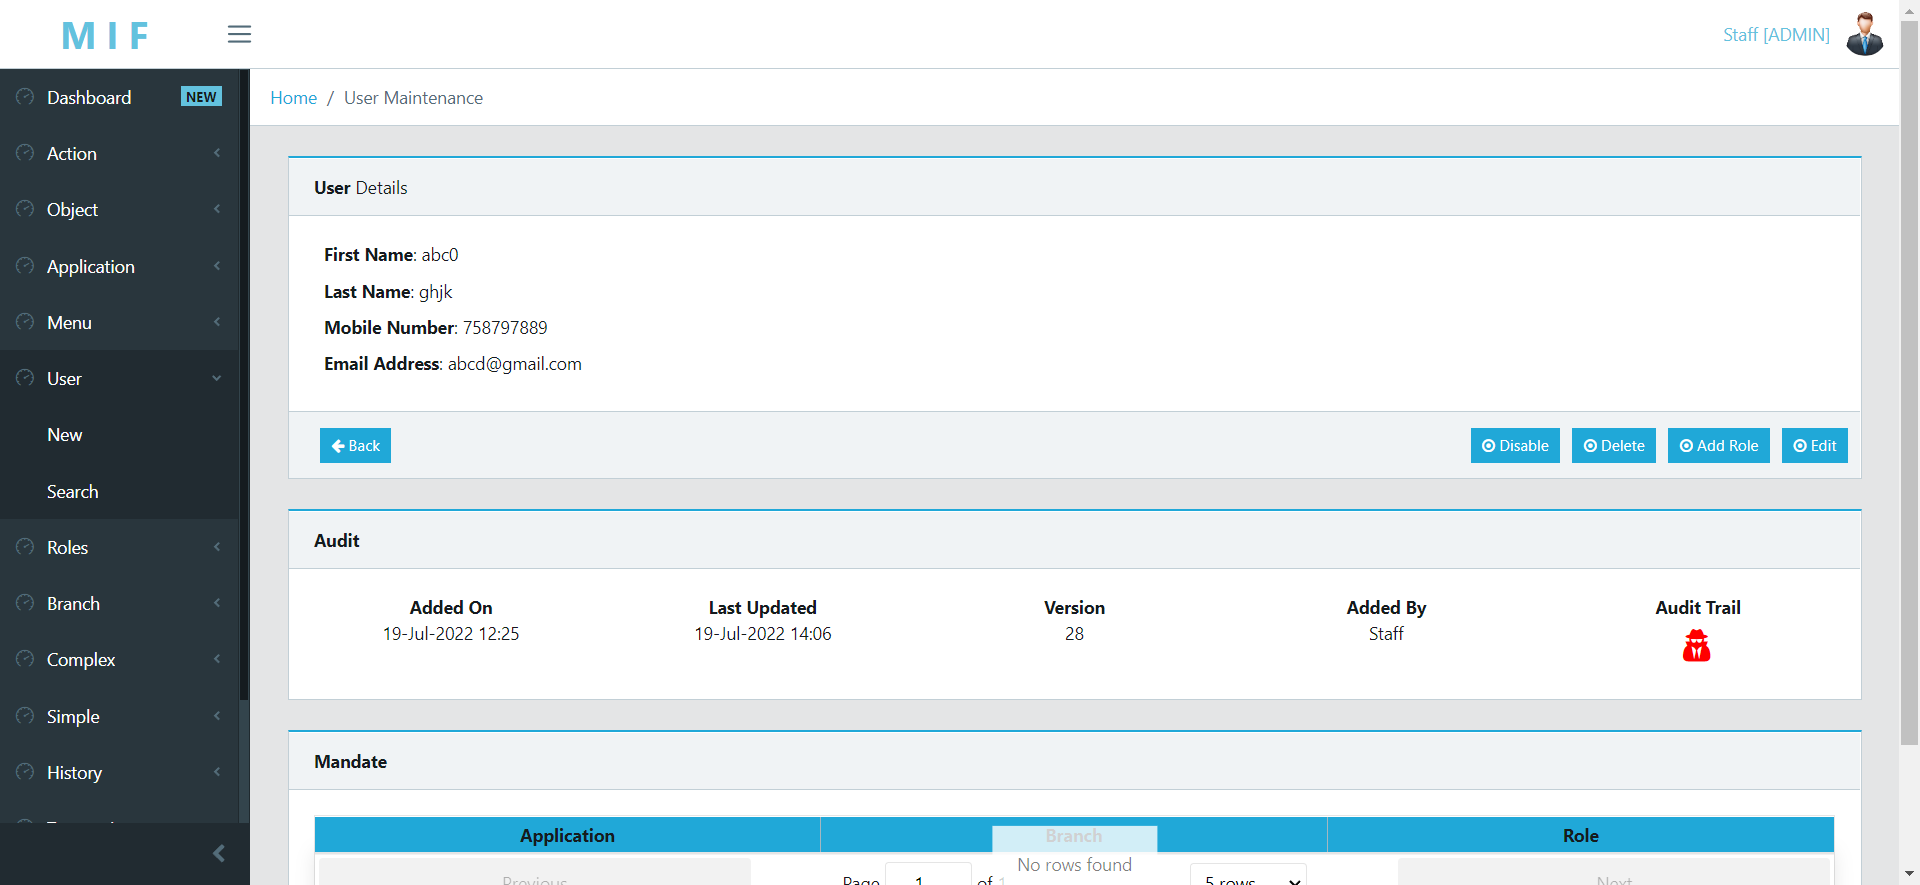 M I F
Staff [ADMIN]
Dashboard NEW
Action
Object
Application
Menu
User
New
Search
Roles
Branch
Complex
Simple
History
Home / User Maintenance
User Details
First Name: abc0
Last Name: ghjk
Mobile Number: 758797889
Email Address: abcd@gmail.com
Back Disable Delete Add Role Edit
Audit
Added On Last Updated Version Added By Audit Trail
19-Jul-2022 12:25 19-Jul-2022 14:06 28 Staff
Mandate
Application Branch Role
No rows found
Previous Page 1 of 1 5 rows Next